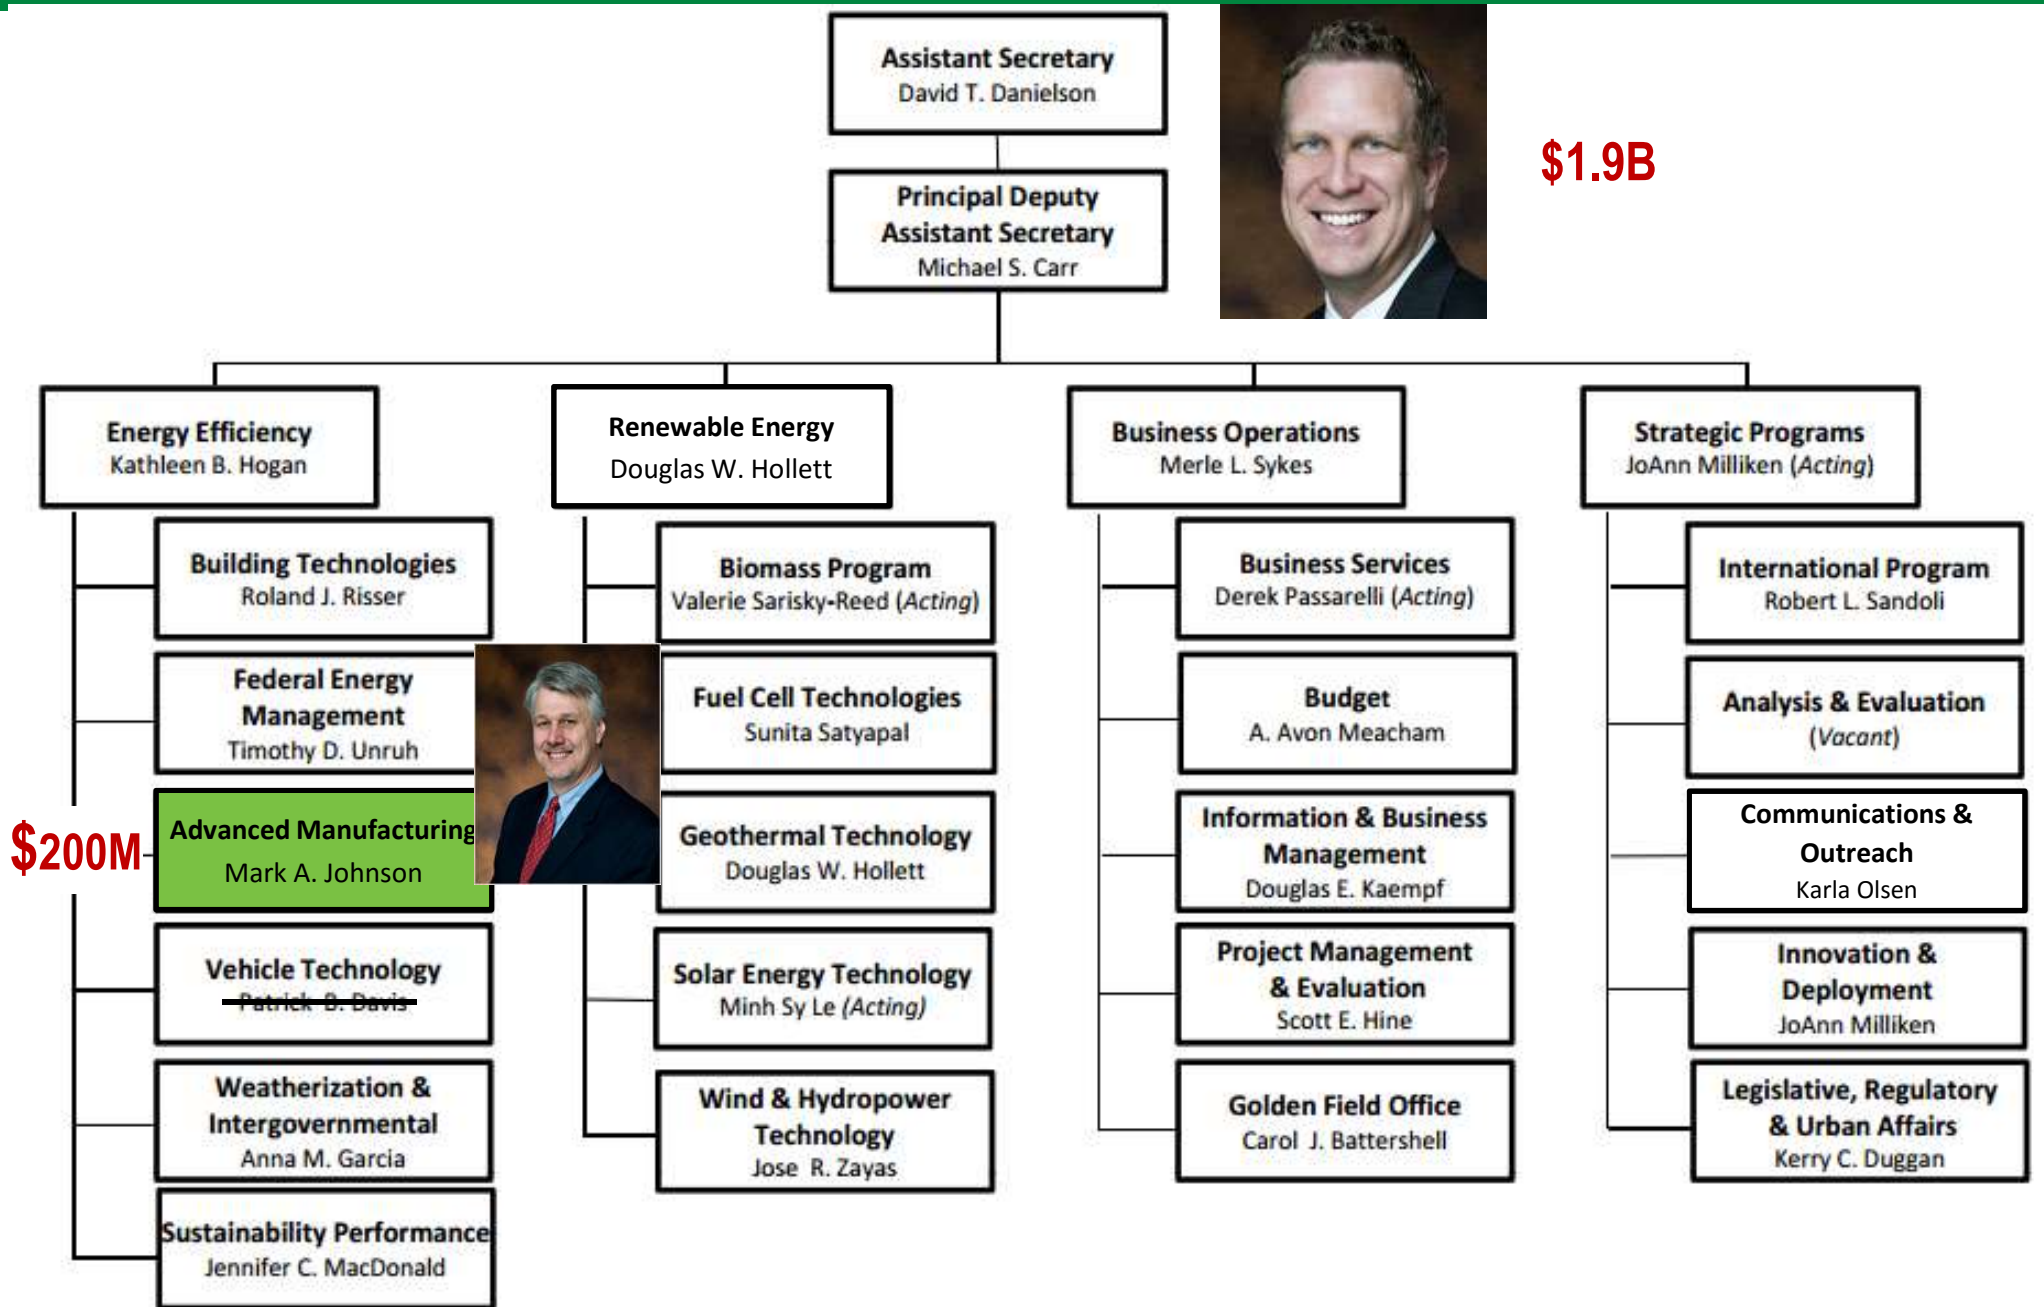 Assistant Secretary
David T. Danielson
$1.9B
Principal Deputy
Assistant Secretary
Michael S. Carr
Energy Efficiency
Kathleen B. Hogan
Building Technologies
Roland J. Risser
Federal Energy
Management
Timothy D. Unruh
$200M
Advanced Manufacturing
Mark A. Johnson
Vehicle Technology
Patrick B. Davis
Weatherization &
Intergovernmental
Anna M. Garcia
Sustainability Performance
Jennifer C. MacDonald
Renewable Energy
Douglas W. Hollett
Biomass Program
Valerie Sarisky-Reed (Acting)
Fuel Cell Technologies
Sunita Satyapal
Geothermal Technology
Douglas W. Hollett
Solar Energy Technology
Minh Sy Le (Acting)
Wind & Hydropower
Technology
Jose R. Zayas
Business Operations
Merle L. Sykes
Business Services
Derek Passarelli (Acting)
Budget
A. Avon Meacham
Information & Business
Management
Douglas E. Kaempf
Project Management
& Evaluation
Scott E. Hine
Golden Field Office
Carol J. Battershell
Strategic Programs
JoAnn Milliken (Acting)
International Program
Robert L. Sandoli
Analysis & Evaluation
(Vacant)
Communications &
Outreach
Karla Olsen
Innovation &
Deployment
JoAnn Milliken
Legislative, Regulatory
& Urban Affairs
Kerry C. Duggan